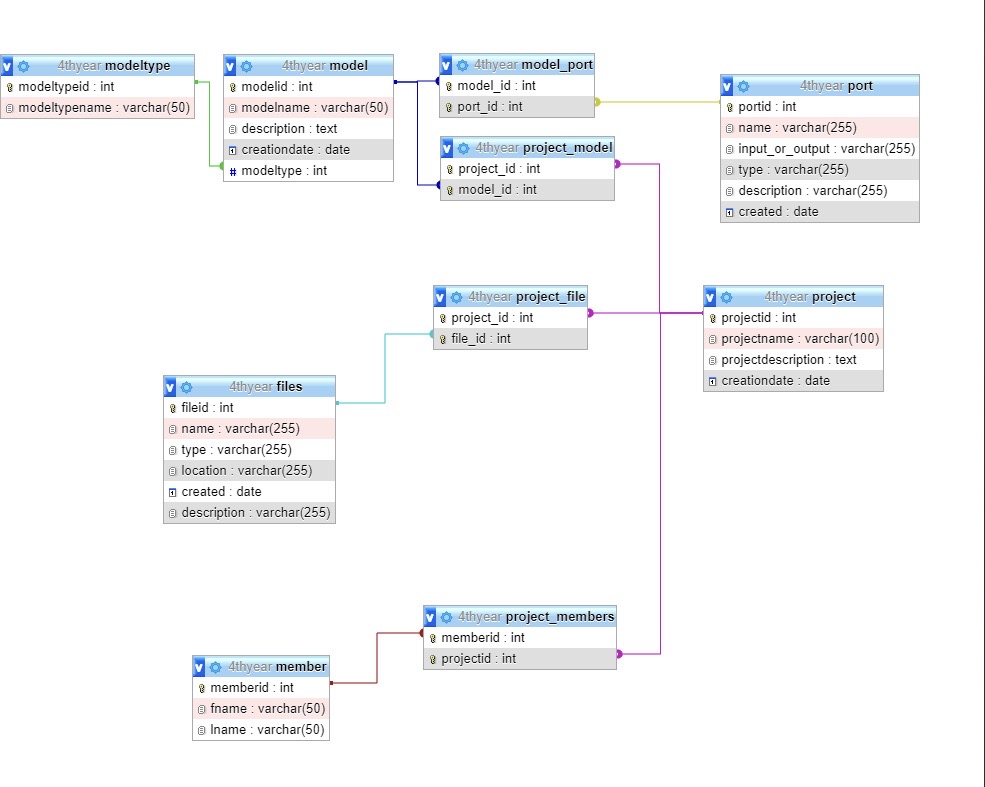 4thyear modeltype
modeltypeid : int
modeltypename : varchar(50)
4thyear model
modelid : int
modelname : varchar(50)
description : text
creationdate : date
# modeltype : int
4thyear model_port
model_id : int
port_id : int
4thyear project_model
project_id : int
model_id : int
4thyear port
portid : int
name : varchar(255)
input_or_output : varchar(255)
type : varchar(255)
description : varchar(255)
created : date
4thyear project_file
project_id : int
file_id : int
4thyear project
projectid : int
projectname : varchar(100)
projectdescription : text
creationdate : date
4thyear files
fileid : int
name : varchar(255)
type : varchar(255)
location : varchar(255)
created : date
description : varchar(255)
4thyear project_members
memberid : int
projectid : int
4thyear member
memberid : int
fname : varchar(50)
lname : varchar(50)